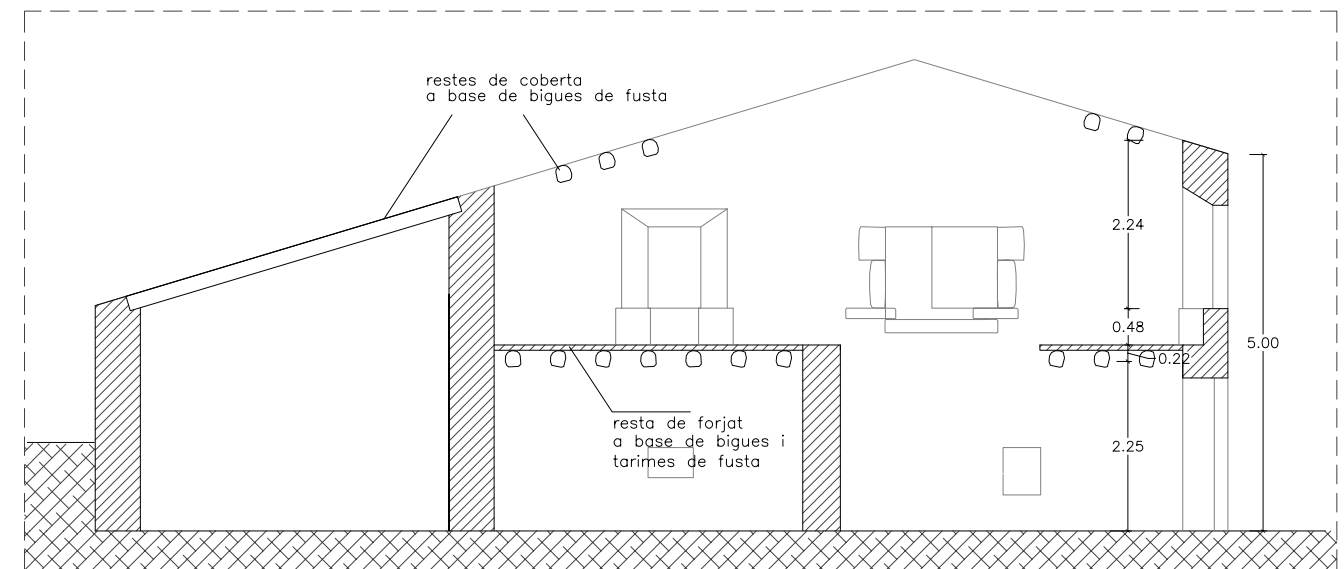 restes de coberta
a base de bigues de fusta
2.24
0.48
5.00
0.22
resta de forjat
a base de bigues i
tarimes de fusta
2.25